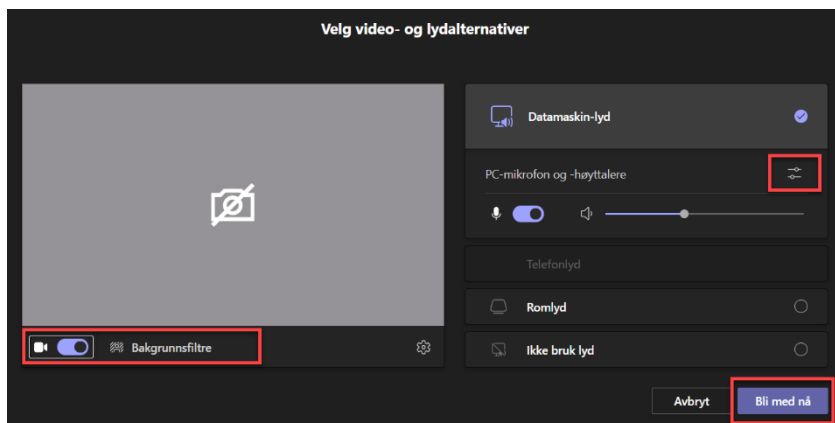 Velg video- og lydalternativer
Datamaskin-lyd
PC-mikrofon og -høyttalere
Telefonlyd
Romlyd
Bakgrunnsfiltre
Ikke bruk lyd
Avbryt
Bli med nå